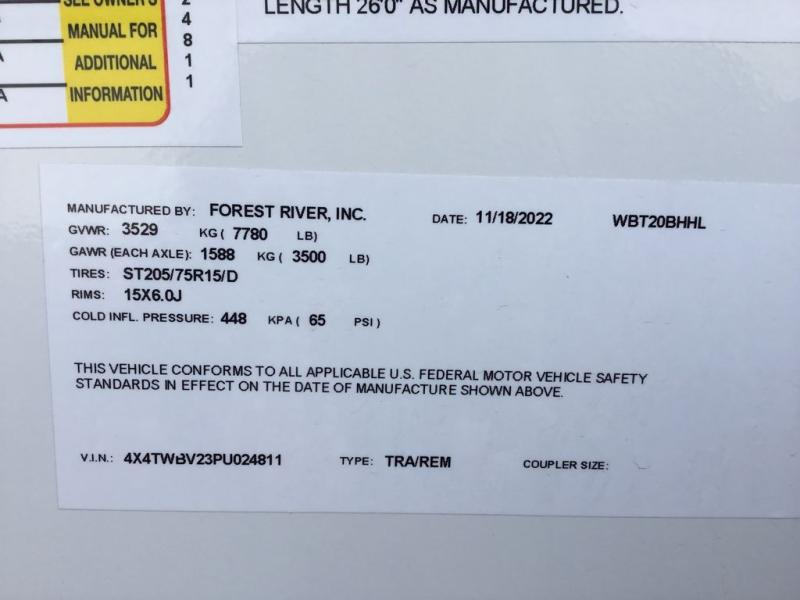 SEE OWNER'S
MANUAL FOR
ADDITIONAL
INFORMATION
2
4
8
1
1
A
A
LENGTH 26'0" AS MANUFACTURED.
MANUFACTURED BY: FOREST RIVER, INC. DATE: 11/18/2022 WBT20BHHL
GVWR: 3529 KG ( 7780 LB)
GAWR (EACH AXLE): 1588 KG ( 3500 LB)
TIRES: ST205/75R15/D
RIMS: 15X6.0J
COLD INFL. PRESSURE: 448 KPA ( 65 PSI )
THIS VEHICLE CONFORMS TO ALL APPLICABLE U.S. FEDERAL MOTOR VEHICLE SAFETY
STANDARDS IN EFFECT ON THE DATE OF MANUFACTURE SHOWN ABOVE.
V.I.N.: 4X4TWBV23PU024811 TYPE: TRA/REM COUPLER SIZE: